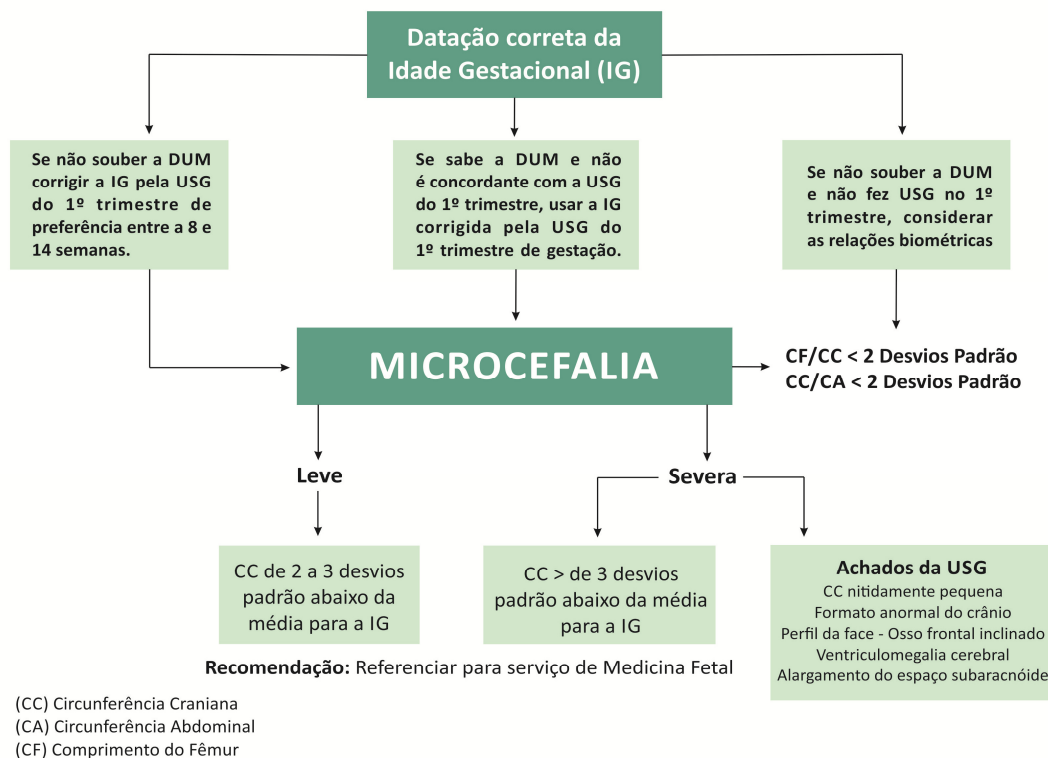 Datação correta da
Idade Gestacional (IG)
Se não souber a DUM
corrigir a IG pela USG
do 1º trimestre de
preferência entre a 8 e
14 semanas.
Se sabe a DUM e não
é concordante com a USG
do 1º trimestre, usar a IG
corrigida pela USG do
1º trimestre de gestação.
Se não souber a DUM
e não fez USG no 1º
trimestre, considerar
as relações biométricas
MICROCEFALIA
CF/CC < 2 Desvios Padrão
CC/CA < 2 Desvios Padrão
Leve
Severa
CC de 2 a 3 desvios
padrão abaixo da
média para a IG
CC > de 3 desvios
padrão abaixo da média
para a IG
Achados da USG
CC nitidamente pequena
Formato anormal do crânio
Perfil da face - Osso frontal inclinado
Ventriculomegalia cerebral
Alargamento do espaço subaracnóide
Recomendação: Referenciar para serviço de Medicina Fetal
(CC) Circunferência Craniana
(CA) Circunferência Abdominal
(CF) Comprimento do Fêmur